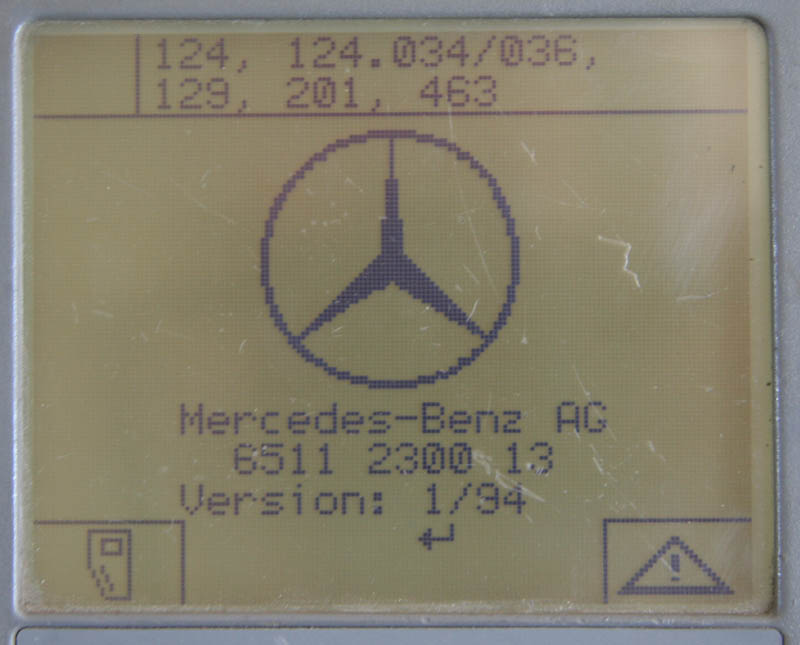 124, 124.034/036,
129, 201, 463
Mercedes-Benz AG
6511 2300 13
Version: 1/94